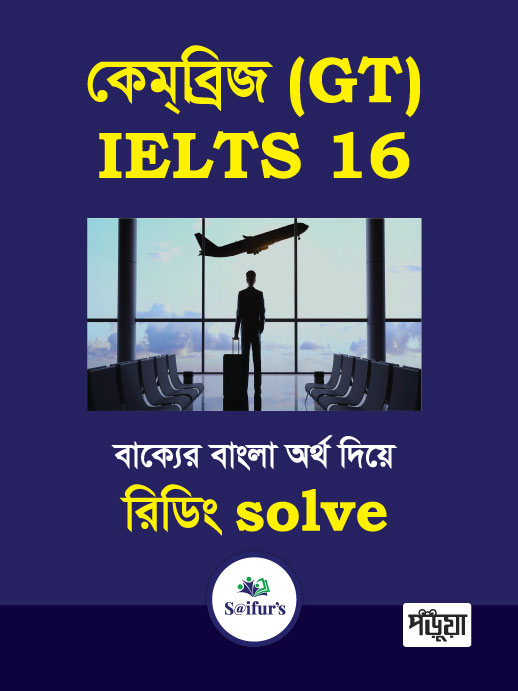 কেম্‌ব্রিজ (GT)
IELTS 16
বাক্যের বাংলা অর্থ দিয়ে
রিডিং solve
S@ifur's
পড়ুয়া